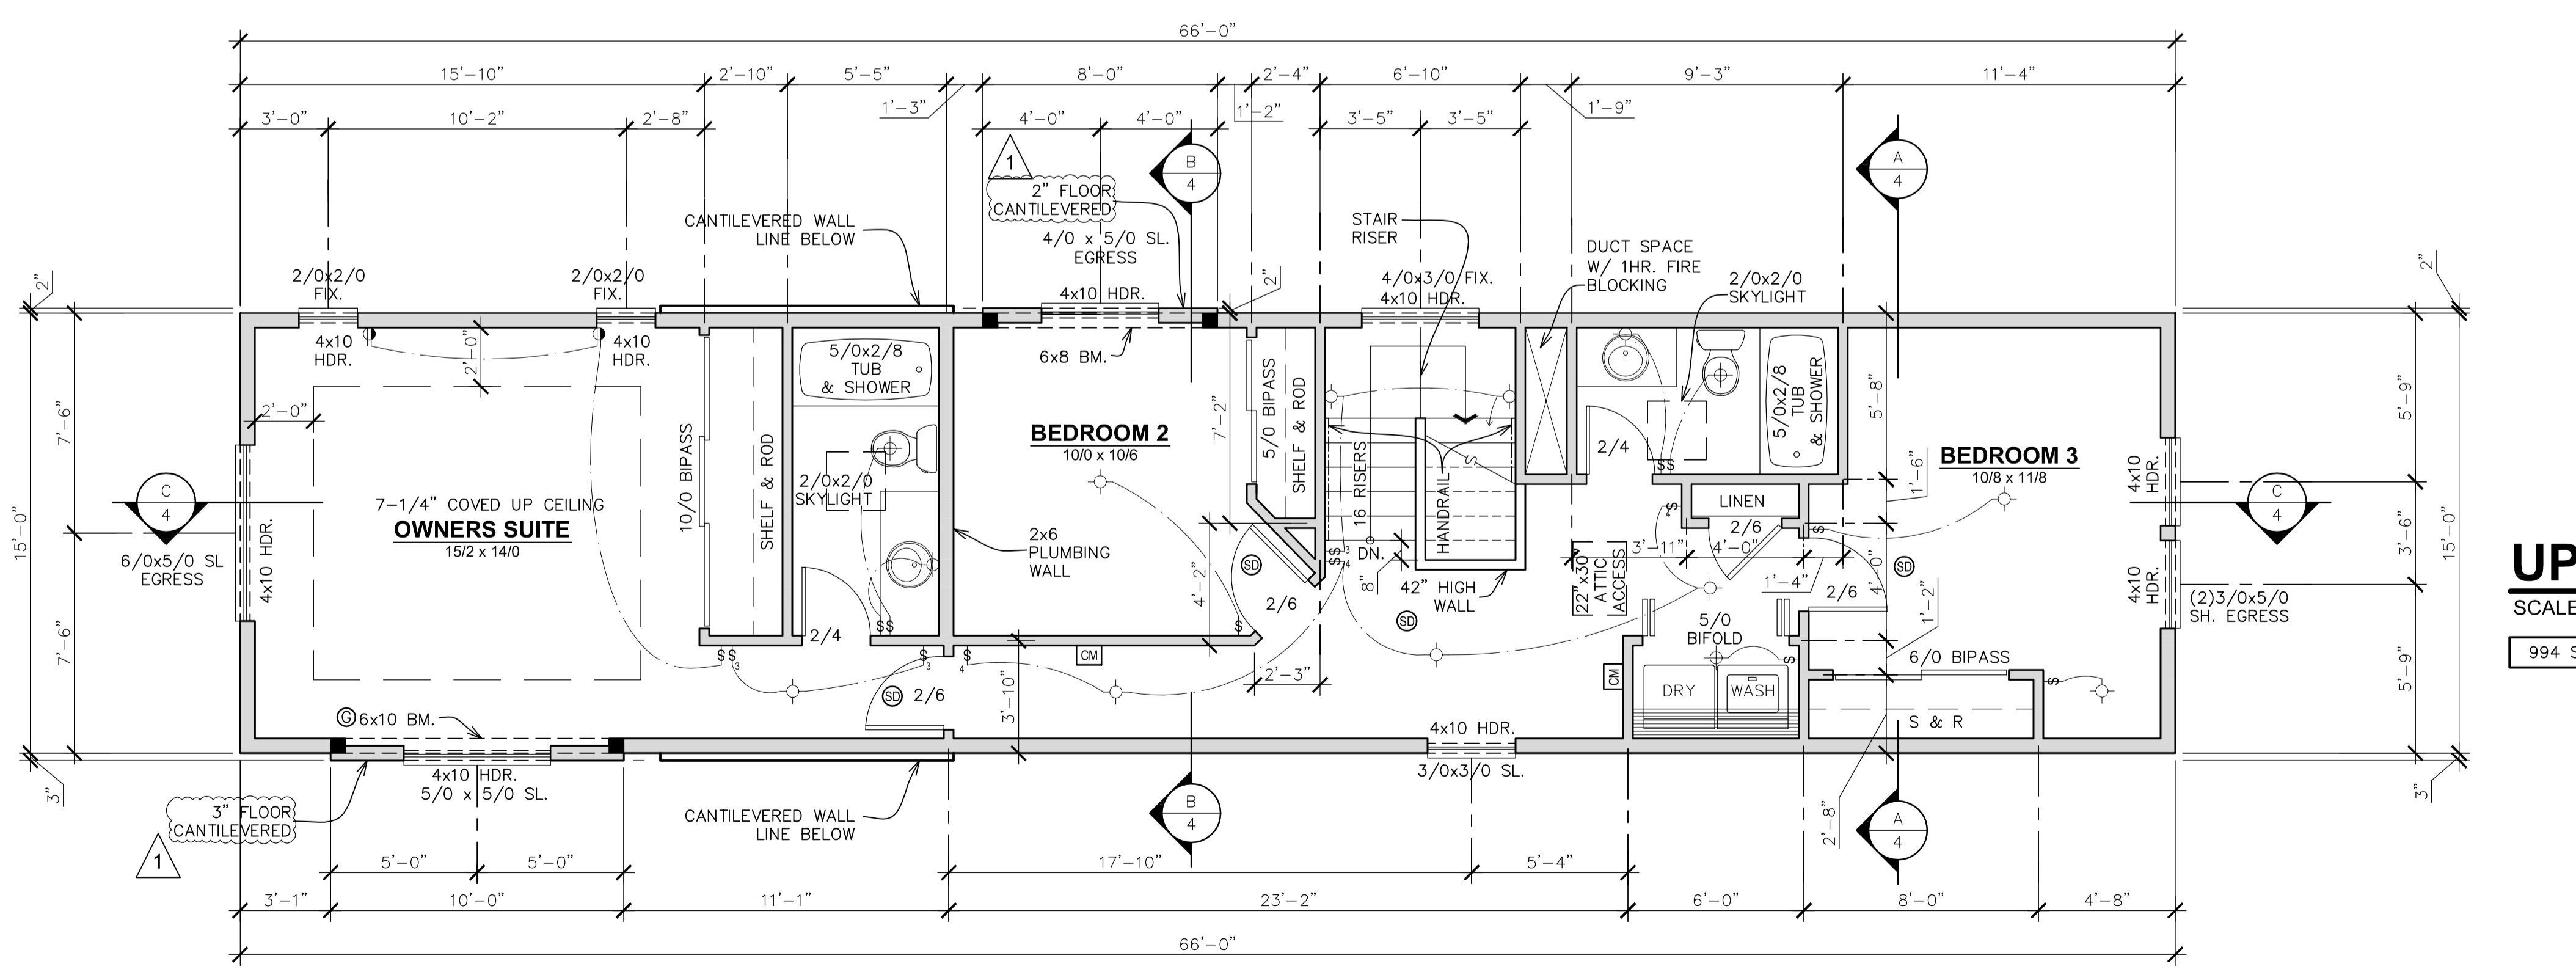 66'-0"
15'-10"
2'-10"
5'-5"
1'-3"
8'-0"
1'-2"
2'-4"
6'-10"
1'-9"
9'-3"
11'-4"
3'-0"
10'-2"
2'-8"
4'-0"
4'-0"
3'-5"
3'-5"
1
2" FLOOR
CANTILEVERED
B
4
A
4
CANTILEVERED WALL
LINE BELOW
4/0 x 5/0 SL.
EGRESS
STAIR
RISER
DUCT SPACE
W/ 1HR. FIRE
BLOCKING
2/0x2/0
SKYLIGHT
2"
2/0x2/0
FIX.
2/0x2/0
FIX.
4x10 HDR.
2"
4/0x3/0 FIX.
4x10 HDR.
2"
4x10
HDR.
2'-0"
4x10
HDR.
5/0x2/8
TUB
& SHOWER
6x8 BM.
5/0 BIPASS
SHELF & ROD
7'-2"
5/0x2/8
TUB
& SHOWER
5'-8"
5'-9"
7'-6"
2'-0"
10/0 BIPASS
SHELF & ROD
BEDROOM 2
10/0 x 10/6
2/4
$$
BEDROOM 3
10/8 x 11/8
1'-6"
4x10
HDR.
C
4
7-1/4" COVED UP CEILING
OWNERS SUITE
15/2 x 14/0
2/0x2/0
SKYLIGHT
16 RISERS
HANDRAIL
S
LINEN
2/6
$
4
$
C
4
15'-0"
6/0x5/0 SL
EGRESS
4x10 HDR.
2x6
PLUMBING
WALL
SD
4'-2"
2/6
$
$
3
$
4
DN.
8"
42" HIGH
WALL
SD
22"x30"
ATTIC
ACCESS
3'-11"
4'-0"
1'-4"
4'-0"
SD
2/6
1'-2"
4x10
HDR.
3'-6"
15'-0"
(2)3/0x5/0
SH. EGRESS
UP
SCALE
994 S
7'-6"
2/4
$$
$$
3
$
3
$
4
CM
5/0
BIFOLD
$
6/0 BIPASS
5'-9"
SD
2/6
3'-10"
2'-3"
CM
DRY
WASH
S & R
$
G
6x10 BM.
4x10 HDR.
3"
4x10 HDR.
5/0 x 5/0 SL.
3/0x3/0 SL.
3"
3" FLOOR
CANTILEVERED
1
CANTILEVERED WALL
LINE BELOW
B
4
2'-8"
A
4
5'-0"
5'-0"
17'-10"
5'-4"
3'-1"
10'-0"
11'-1"
23'-2"
6'-0"
8'-0"
4'-8"
66'-0"